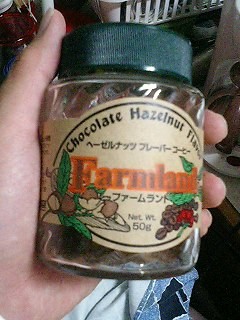 Chocolate Hazelnut Flavor
ヘーゼルナッツ フレーバーコーヒー
Farmland
ファームランド
Net. Wt.
50g